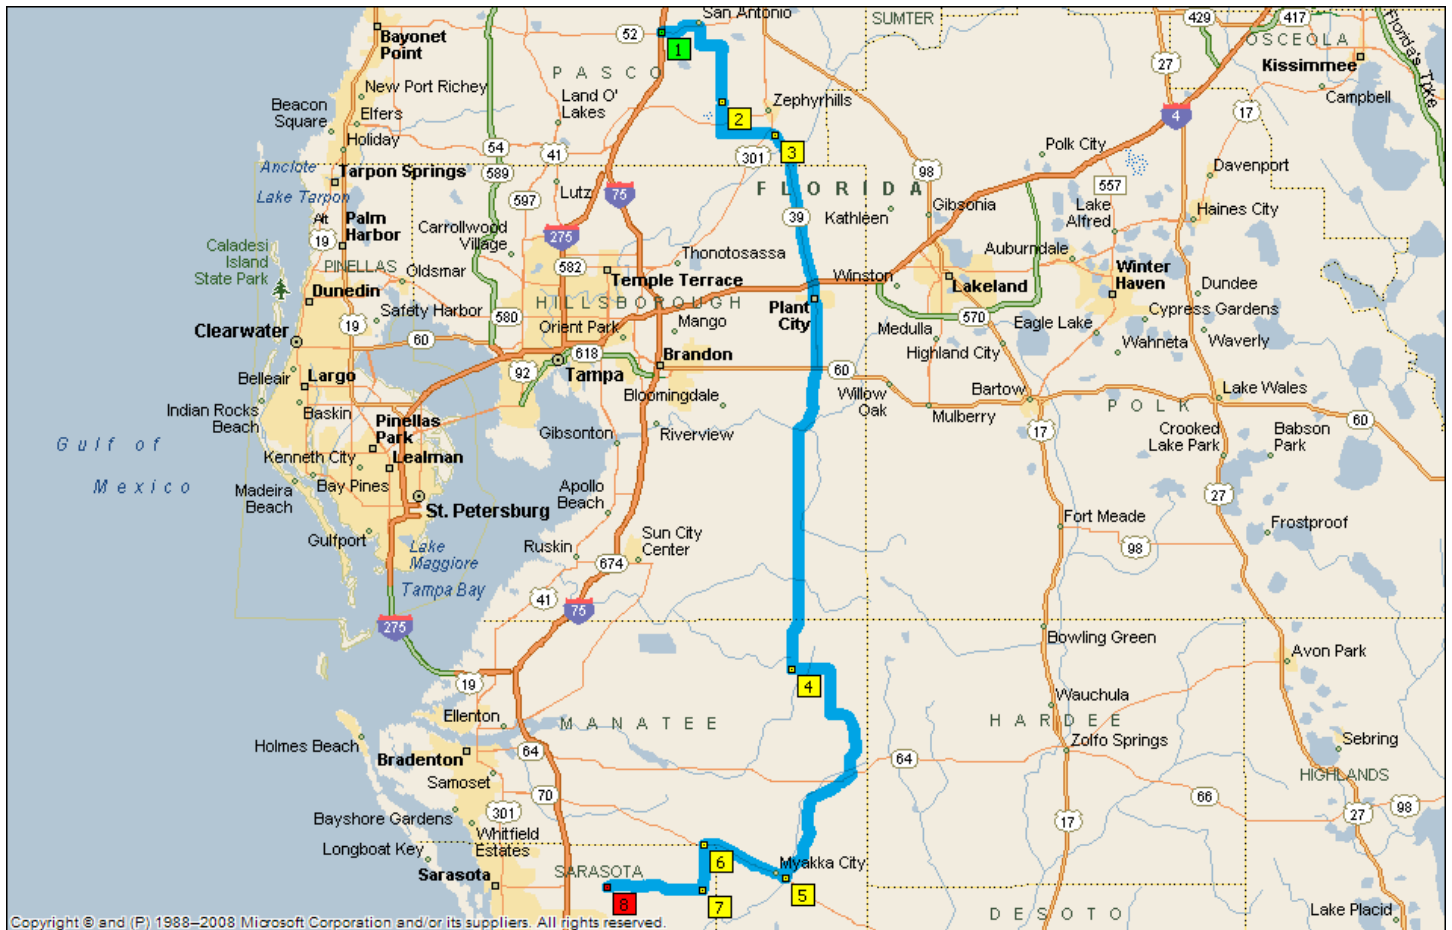 San Antonio
SUMTER
429
417
Bayonet
Point
52
1
OSCEOLA
Florida's Tpke
PASCO
27
Kissimmee
New Port Richey
Land O'
Lakes
Campbell
Beacon
Square
Elfers
2
Zephyrhills
4
17
Holiday
54
41
301
3
Polk City
Anclote
589
98
Davenport
Tarpon Springs
Lake Tarpon
597
Lutz
75
FLORIDA
557
Alt
19
Palm
Harbor
Carrollwood
Village
275
39
Kathleen
Gibsonia
Lake
Alfred
Haines City
Caladesi
Island
State Park
PINELLAS
Oldsmar
582
Thonotosassa
Auburndale
Temple Terrace
Winston
Lakeland
Winter
Haven
Dundee
Dunedin
HILLSBOROUGH
Plant
City
Safety Harbor
580
Orient Park
Mango
570
Eagle Lake
Cypress Gardens
Clearwater
19
60
Medulla
Highland City
Wahneta
Waverly
618
Brandon
Belleair
Largo
92
Tampa
60
Bartow
Lake Wales
Bloomingdale
Willow
Oak
Mulberry
POLK
Indian Rocks
Beach
Baskin
Pinellas
Park
Gibsonton
Riverview
17
Crooked
Lake Park
Babson
Park
60
Gulf of
Mexico
Kenneth City
Lealman
Bay Pines
Madeira
Beach
Apollo
Beach
27
St. Petersburg
Fort Meade
Frostproof
Gulfport
Lake
Maggiore
Ruskin
Sun City
Center
98
674
Tampa Bay
41
75
275
Bowling Green
Avon Park
19
4
Wauchula
Ellenton
MANATEE
HARDEE
Holmes Beach
Bradenton
64
64
Zolfo Springs
Sebring
Samoset
HIGHLANDS
70
66
27
98
Bayshore Gardens
301
17
Whitfield
Estates
Longboat Key
6
Myakka City
SARASOTA
Sarasota
8
7
5
DESOTO
Lake Placid
Copyright © and (P) 1988–2008 Microsoft Corporation and/or its suppliers. All rights reserved.